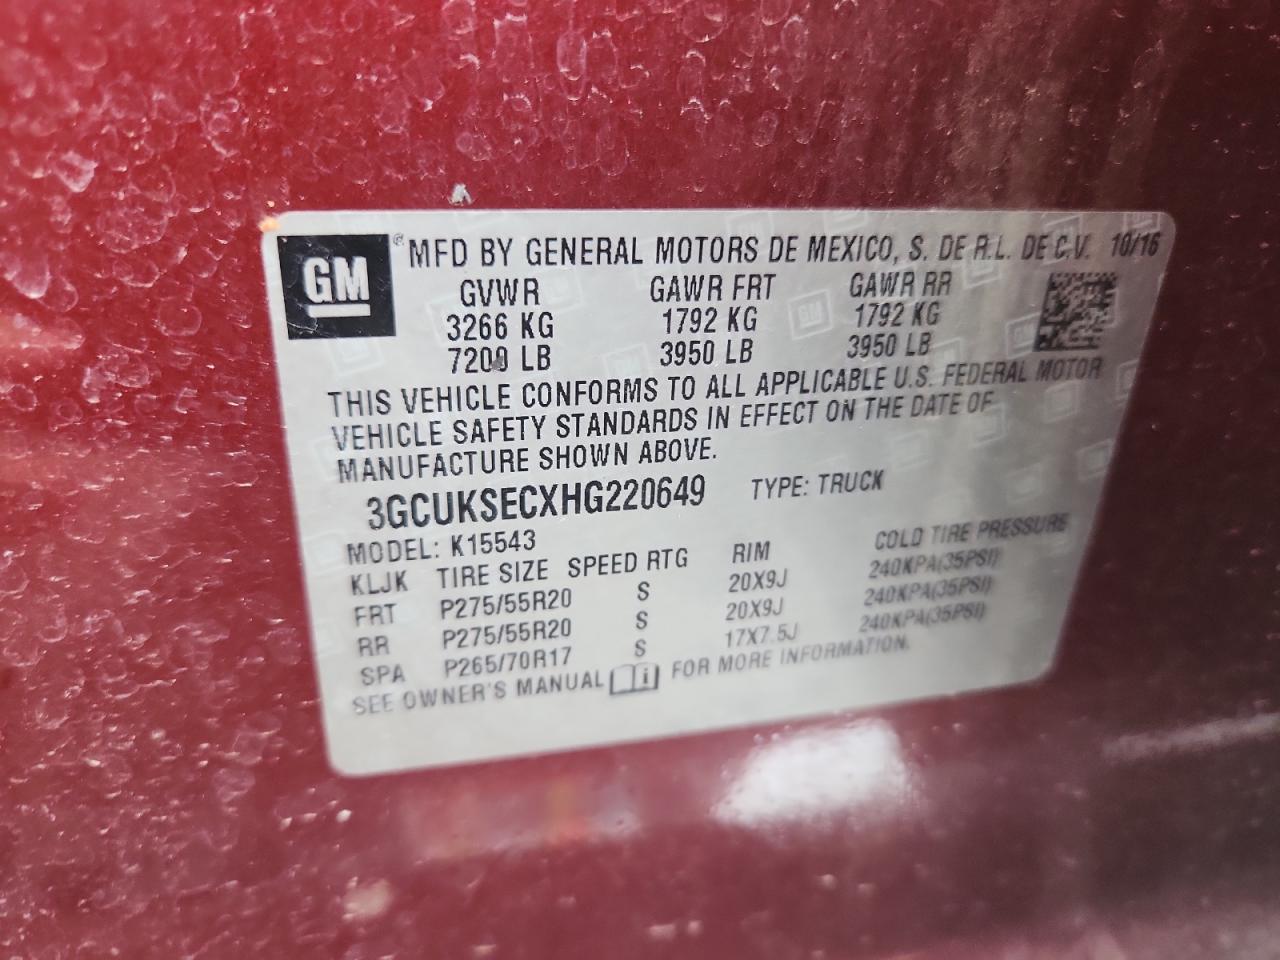 GM ® MFD BY GENERAL MOTORS DE MEXICO, S. DE R.L. DE C.V. 10/16
GVWR GAWR FRT GAWR RR
3266 KG 1792 KG 1792 KG
7200 LB 3950 LB 3950 LB
THIS VEHICLE CONFORMS TO ALL APPLICABLE U.S. FEDERAL MOTOR
VEHICLE SAFETY STANDARDS IN EFFECT ON THE DATE OF
MANUFACTURE SHOWN ABOVE.
3GCUKSECXHG220649 TYPE: TRUCK
MODEL: K15543
KLJK TIRE SIZE SPEED RTG RIM COLD TIRE PRESSURE
FRT P275/55R20 S 20X9J 240KPA(35PSI)
RR P275/55R20 S 20X9J 240KPA(35PSI)
SPA P265/70R17 S 17X7.5J 240KPA(35PSI)
SEE OWNER'S MANUAL i FOR MORE INFORMATION.